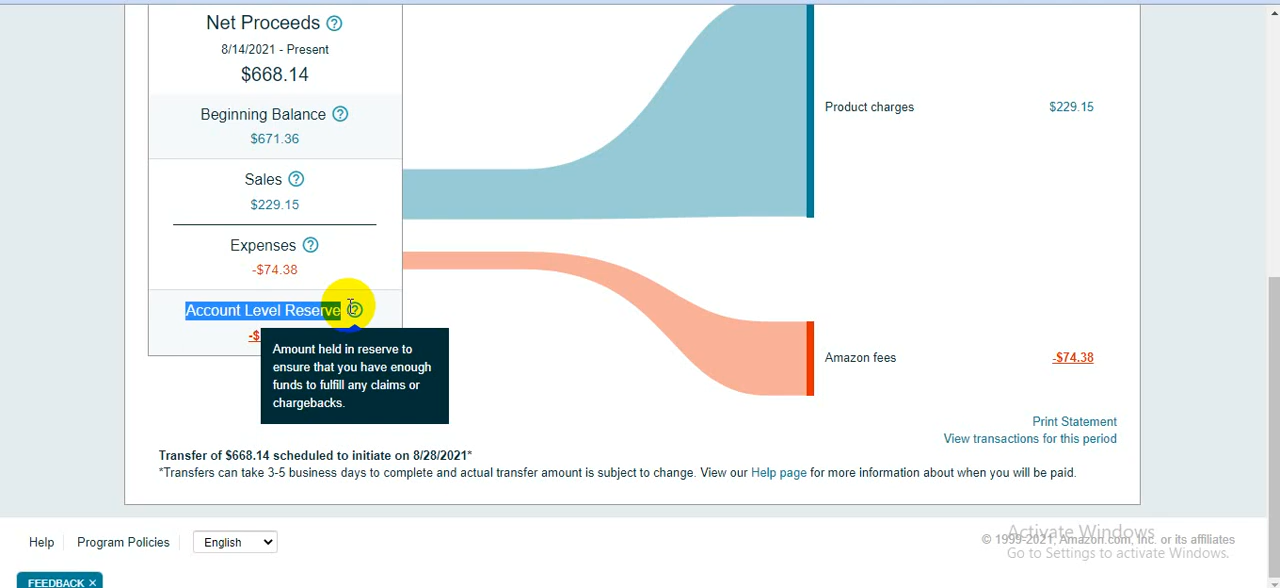 Net Proceeds
8/14/2021 - Present
$668.14
Beginning Balance
$671.36
Sales
$229.15
Expenses
-$74.38
Account Level Reserve
-$
Amount held in reserve to
ensure that you have enough
funds to fulfill any claims or
chargebacks.
Product charges $229.15
Amazon fees -$74.38
Print Statement
View transactions for this period
Transfer of $668.14 scheduled to initiate on 8/28/2021*
*Transfers can take 3-5 business days to complete and actual transfer amount is subject to change. View our Help page for more information about when you will be paid.
Help Program Policies English
© 1999-2021, Amazon.com, Inc. or its affiliates
Activate Windows
Go to Settings to activate Windows.
FEEDBACK ×